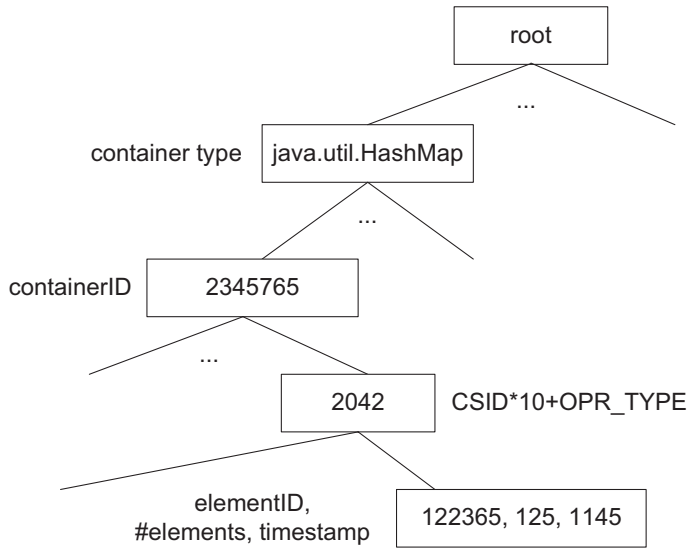 root
...
container type
java.util.HashMap
...
containerID
2345765
...
2042
CSID*10+OPR_TYPE
elementID,
#elements, timestamp
122365, 125, 1145